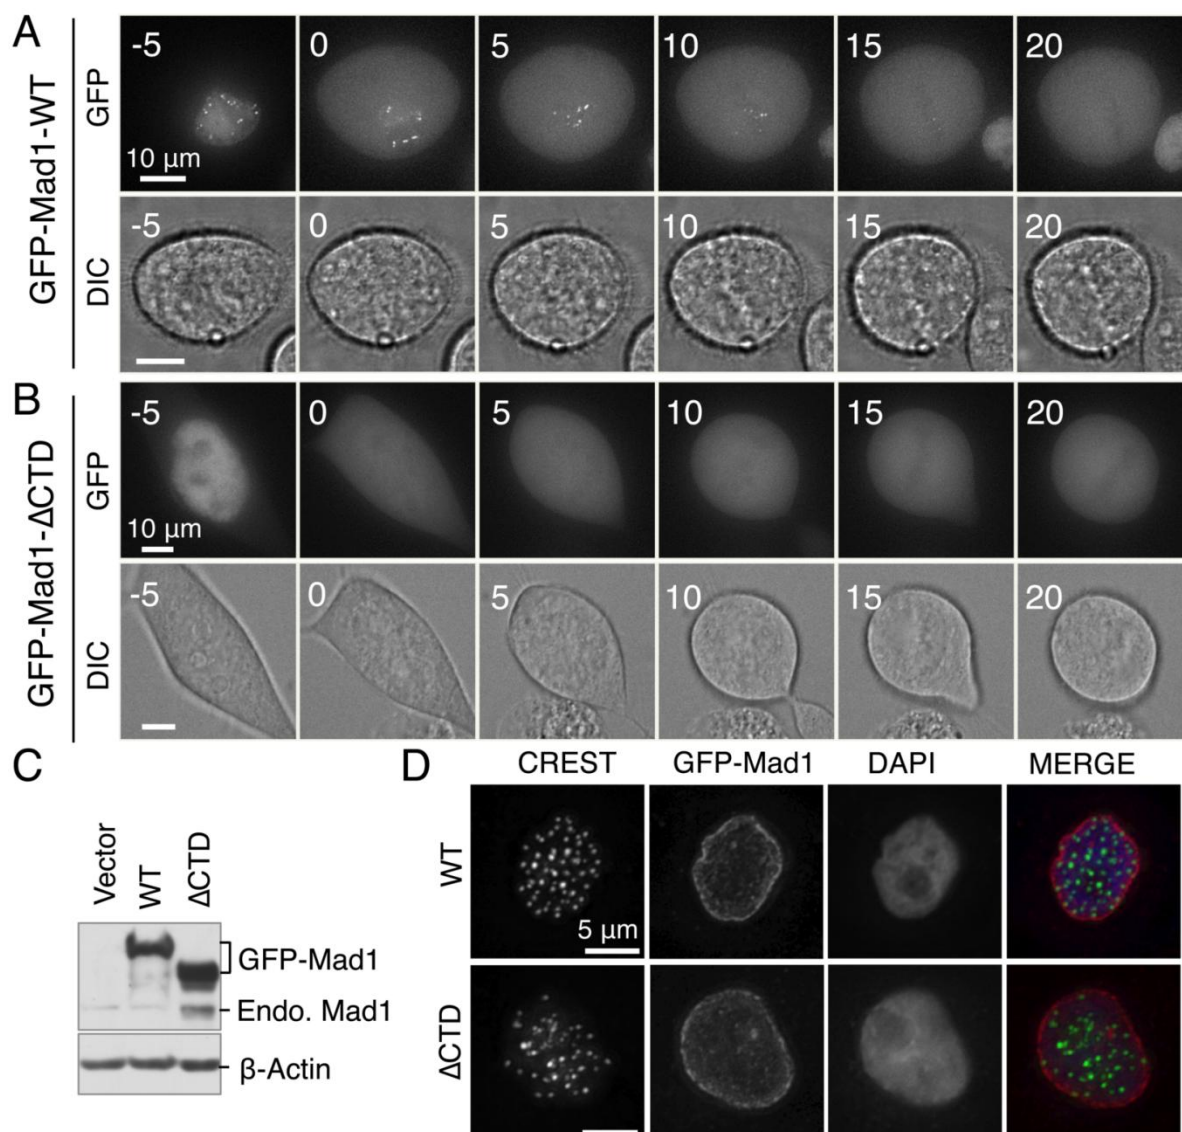 A
GFP-Mad1-WT
GFP
-5 0 5 10 15 20
10 µm
DIC
-5 0 5 10 15 20
B
GFP-Mad1-ΔCTD
GFP
-5 0 5 10 15 20
10 µm
DIC
-5 0 5 10 15 20
C
Vector WT ΔCTD
GFP-Mad1
Endo. Mad1
β-Actin
D
CREST GFP-Mad1 DAPI MERGE
WT
5 µm
ΔCTD